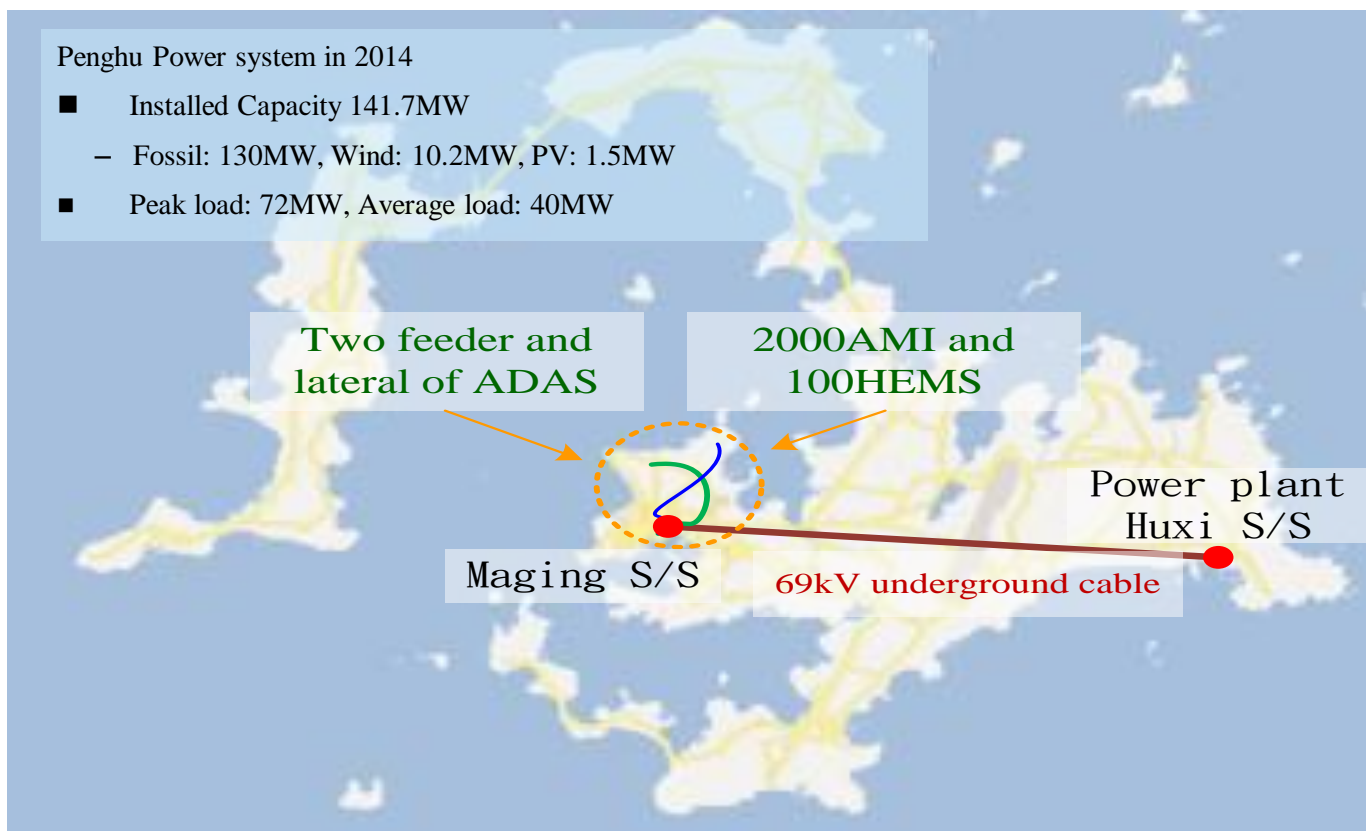 Penghu Power system in 2014
■ Installed Capacity 141.7MW
– Fossil: 130MW, Wind: 10.2MW, PV: 1.5MW
■ Peak load: 72MW, Average load: 40MW
Two feeder and
lateral of ADAS
2000AMI and
100HEMS
Power plant
Huxi S/S
Maging S/S
69kV underground cable